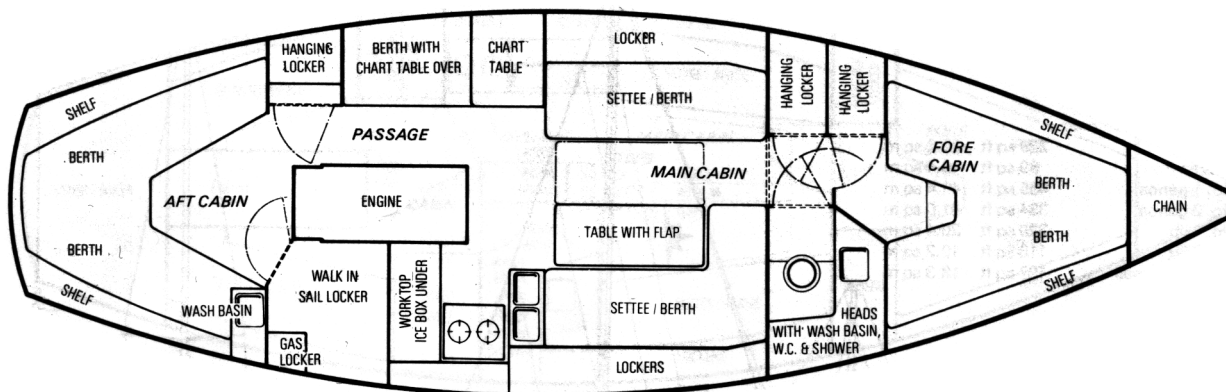 HANGING
LOCKER
BERTH WITH
CHART TABLE OVER
CHART
TABLE
LOCKER
SETTEE / BERTH
HANGING
LOCKER
HANGING
LOCKER
SHELF
SHELF
BERTH
PASSAGE
AFT CABIN
ENGINE
MAIN CABIN
FORE
CABIN
BERTH
CHAIN
BERTH
TABLE WITH FLAP
BERTH
SHELF
WALK IN
SAIL LOCKER
WORKTOP
ICE BOX UNDER
SETTEE / BERTH
SHELF
WASH BASIN
GAS
LOCKER
LOCKERS
HEADS
WITH WASH BASIN,
W.C. & SHOWER